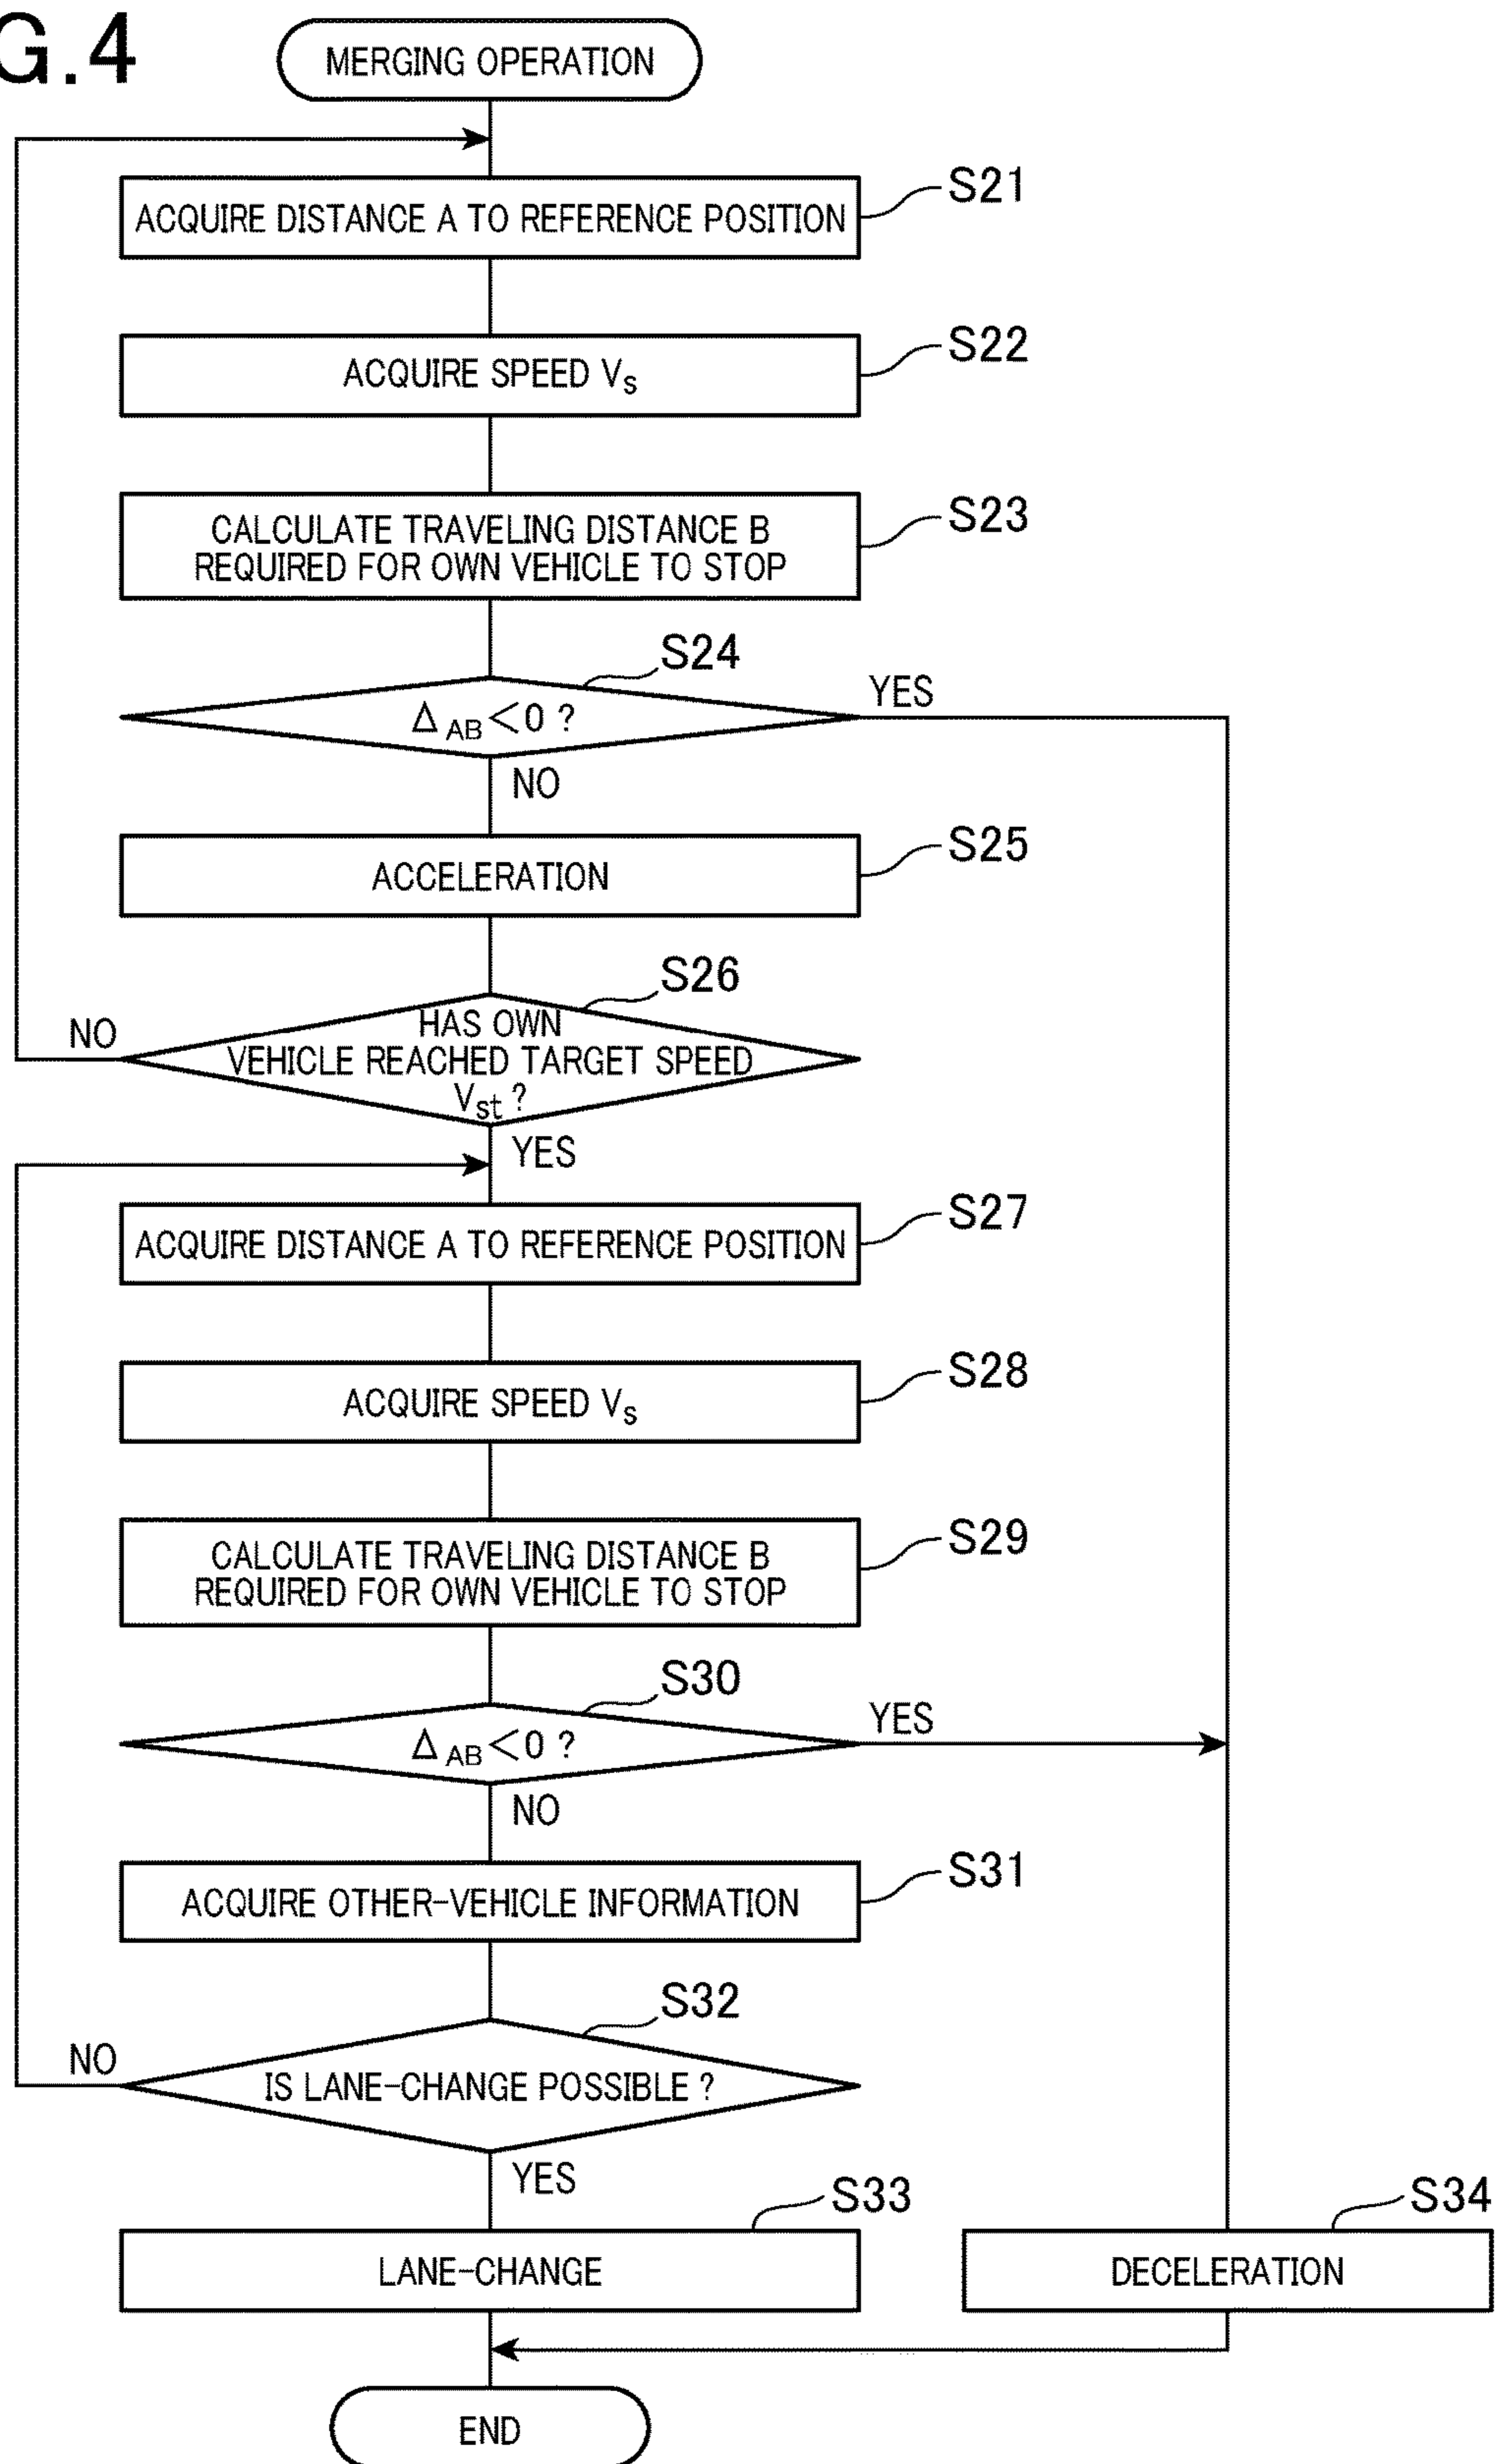 G.4
MERGING OPERATION
S21
ACQUIRE DISTANCE A TO REFERENCE POSITION
S22
ACQUIRE SPEED Vs
S23
CALCULATE TRAVELING DISTANCE B
REQUIRED FOR OWN VEHICLE TO STOP
S24
YES
ΔAB<0 ?
NO
S25
ACCELERATION
S26
NO
HAS OWN
VEHICLE REACHED TARGET SPEED
Vst ?
YES
S27
ACQUIRE DISTANCE A TO REFERENCE POSITION
S28
ACQUIRE SPEED Vs
S29
CALCULATE TRAVELING DISTANCE B
REQUIRED FOR OWN VEHICLE TO STOP
S30
YES
ΔAB<0 ?
NO
S31
ACQUIRE OTHER-VEHICLE INFORMATION
S32
NO
IS LANE-CHANGE POSSIBLE ?
YES
S33
S34
LANE-CHANGE
DECELERATION
END